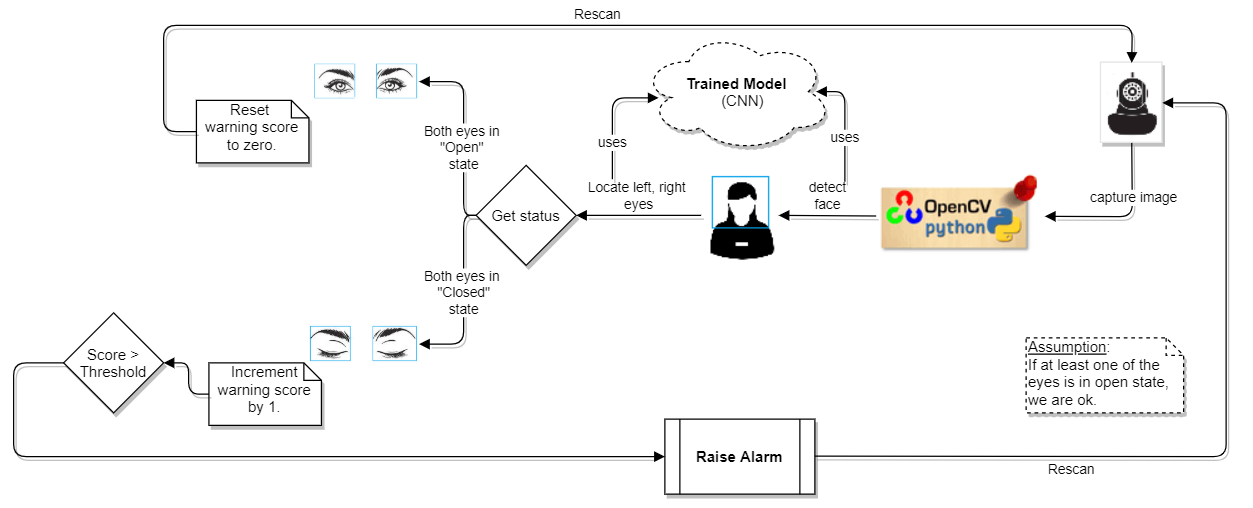 Rescan
Trained Model
(CNN)
Reset
warning score
to zero.
Both eyes in
"Open"
state
uses
uses
Locate left, right
eyes
detect
face
capture image
OpenCV
python
Get status
Both eyes in
"Closed"
state
Score >
Threshold
Increment
warning score
by 1.
Assumption:
If at least one of the
eyes is in open state,
we are ok.
Raise Alarm
Rescan